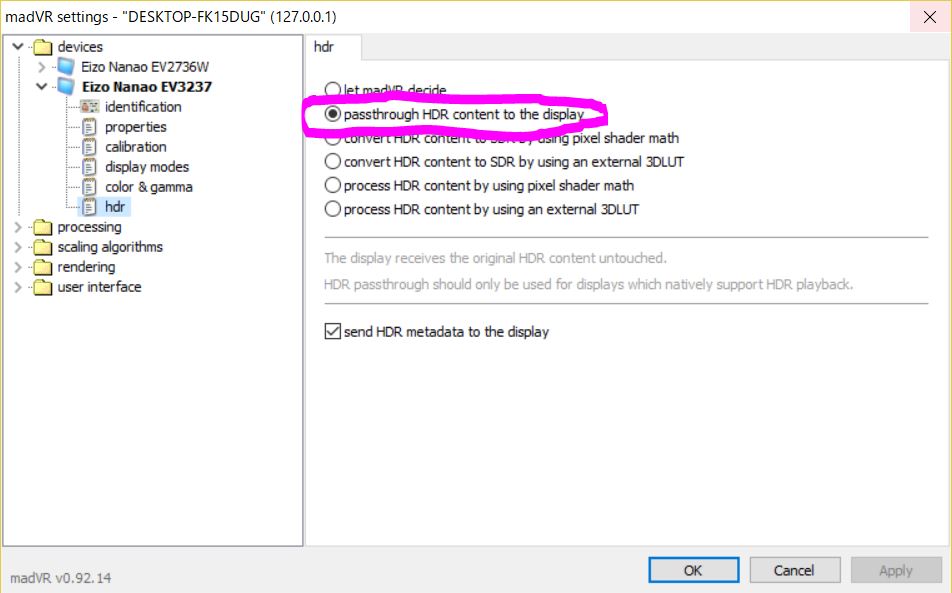 madVR settings - "DESKTOP-FK15DUG" (127.0.0.1)
devices
Eizo Nanao EV2736W
Eizo Nanao EV3237
identification
properties
calibration
display modes
color & gamma
hdr
processing
scaling algorithms
rendering
user interface
hdr
let madVR decide
passthrough HDR content to the display
convert HDR content to SDR by using pixel shader math
convert HDR content to SDR by using an external 3DLUT
process HDR content by using pixel shader math
process HDR content by using an external 3DLUT
The display receives the original HDR content untouched.
HDR passthrough should only be used for displays which natively support HDR playback.
send HDR metadata to the display
madVR v0.92.14
OK
Cancel
Apply